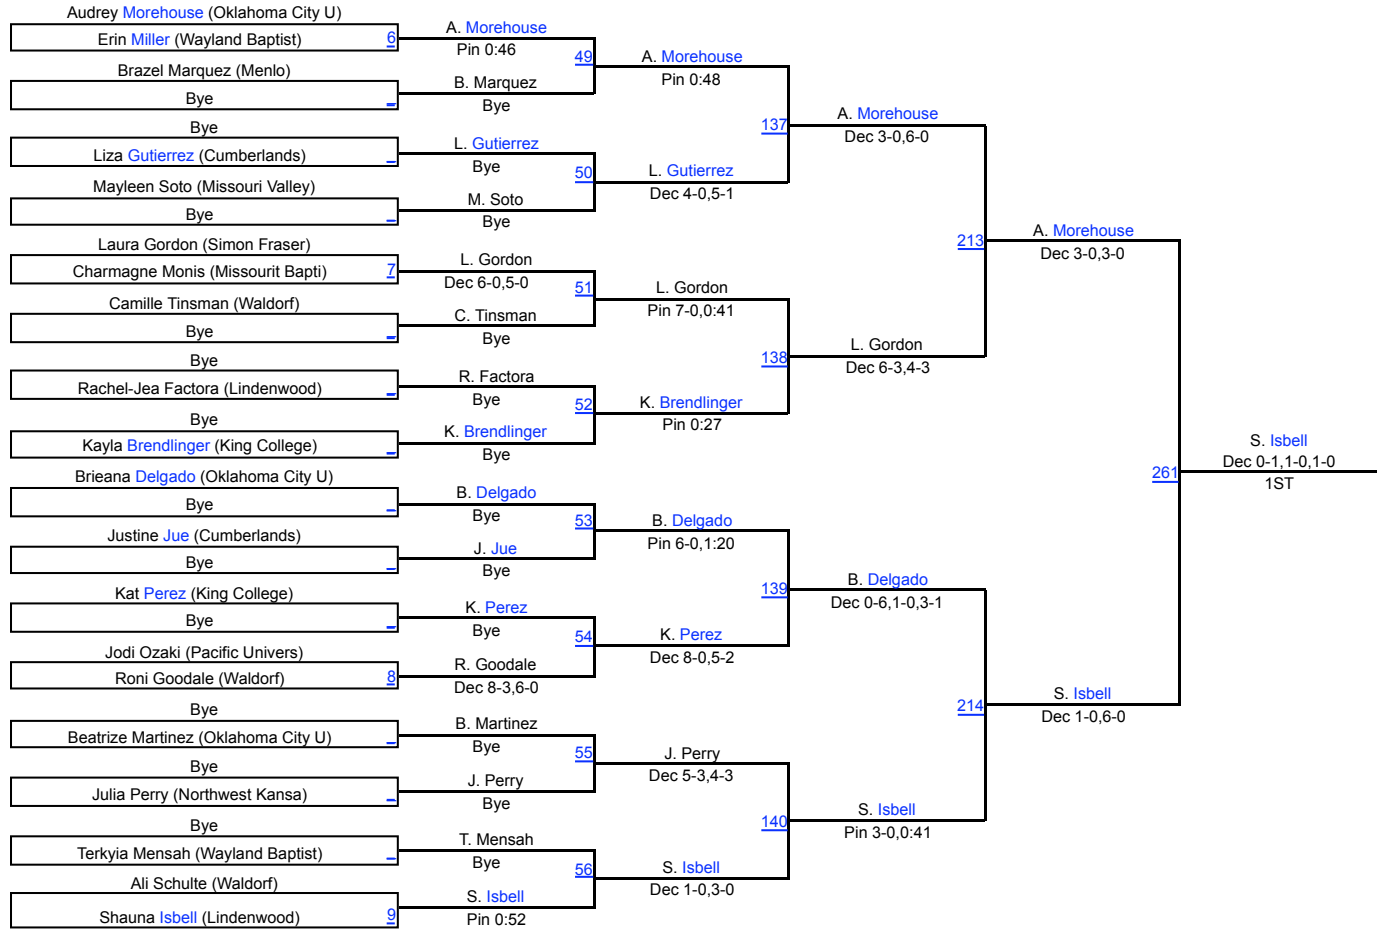 Audrey Morehouse (Oklahoma City U)
Erin Miller (Wayland Baptist) 6
Brazel Marquez (Menlo)
Bye _
Bye
Liza Gutierrez (Cumberlands) _
Mayleen Soto (Missouri Valley)
Bye _
Laura Gordon (Simon Fraser)
Charmagne Monis (Missourit Bapti) 7
Camille Tinsman (Waldorf)
Bye _
Bye
Rachel-Jea Factora (Lindenwood) _
Bye
Kayla Brendlinger (King College) _
Brieana Delgado (Oklahoma City U)
Bye _
Justine Jue (Cumberlands)
Bye _
Kat Perez (King College)
Bye _
Jodi Ozaki (Pacific Univers)
Roni Goodale (Waldorf) 8
Bye
Beatrize Martinez (Oklahoma City U) _
Bye
Julia Perry (Northwest Kansa) _
Bye
Terkyia Mensah (Wayland Baptist) _
Ali Schulte (Waldorf)
Shauna Isbell (Lindenwood) 9
A. Morehouse
Pin 0:46
49
B. Marquez
Bye
L. Gutierrez
Bye
50
M. Soto
Bye
L. Gordon
Dec 6-0,5-0
51
C. Tinsman
Bye
R. Factora
Bye
52
K. Brendlinger
Bye
B. Delgado
Bye
53
J. Jue
Bye
K. Perez
Bye
54
R. Goodale
Dec 8-3,6-0
B. Martinez
Bye
55
J. Perry
Bye
T. Mensah
Bye
56
S. Isbell
Pin 0:52
A. Morehouse
Pin 0:48
137
L. Gutierrez
Dec 4-0,5-1
L. Gordon
Pin 7-0,0:41
138
K. Brendlinger
Pin 0:27
B. Delgado
Pin 6-0,1:20
139
K. Perez
Dec 8-0,5-2
J. Perry
Dec 5-3,4-3
140
S. Isbell
Dec 1-0,3-0
A. Morehouse
Dec 3-0,6-0
213
L. Gordon
Dec 6-3,4-3
B. Delgado
Dec 0-6,1-0,3-1
214
S. Isbell
Pin 3-0,0:41
A. Morehouse
Dec 3-0,3-0
261
S. Isbell
Dec 1-0,6-0
S. Isbell
Dec 0-1,1-0,1-0
1ST